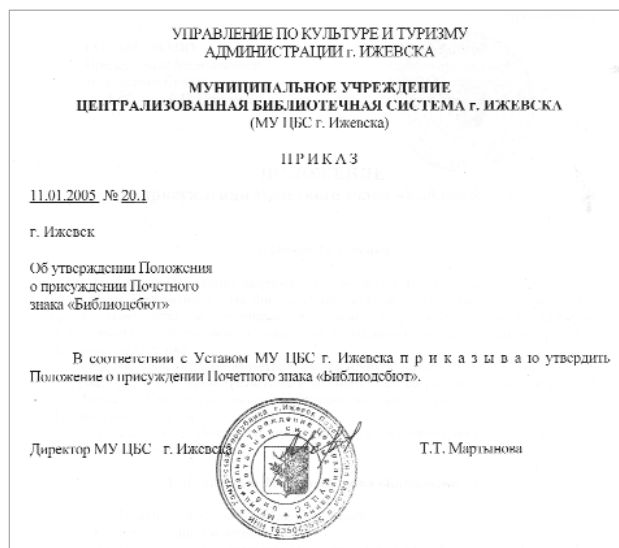 УПРАВЛЕНИЕ ПО КУЛЬТУРЕ И ТУРИЗМУ
АДМИНИСТРАЦИИ г. ИЖЕВСКА
МУНИЦИПАЛЬНОЕ УЧРЕЖДЕНИЕ
ЦЕНТРАЛИЗОВАННАЯ БИБЛИОТЕЧНАЯ СИСТЕМА г. ИЖЕВСКА
(МУ ЦБС г. Ижевска)
П Р И К А З
11.01.2005 № 20.1
г. Ижевск
Об утверждении Положения
о присуждении Почетного
знака «Библиодебют»
В соответствии с Уставом МУ ЦБС г. Ижевска п р и к а з ы в а ю утвердить
Положение о присуждении Почетного знака «Библиодебют».
Директор МУ ЦБС г. Ижевска Т.Т. Мартынова